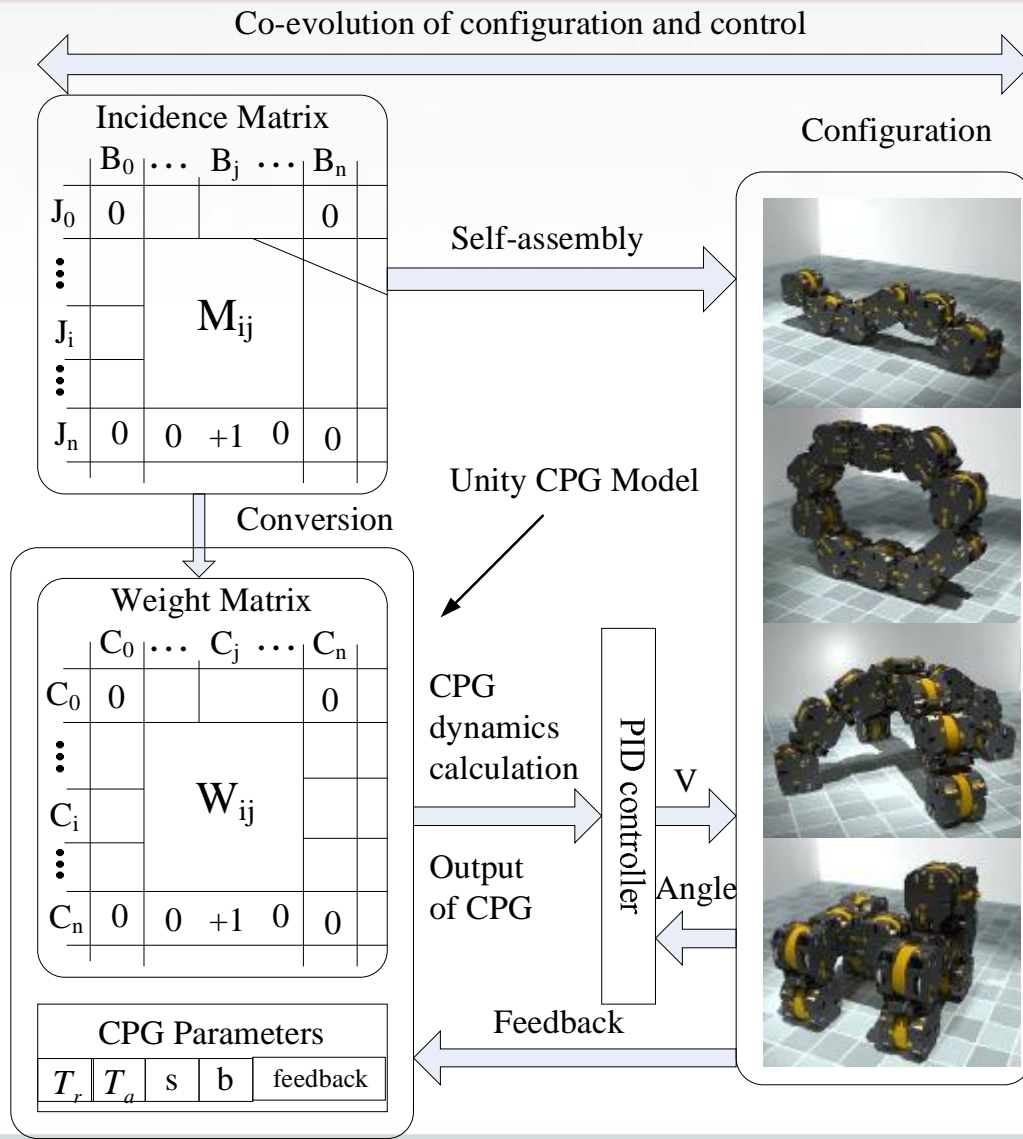 Co-evolution of configuration and control
Incidence Matrix
B₀ ... Bⱼ ... Bₙ
J₀ 0 0
⋮
Jᵢ
⋮
Mᵢⱼ
Jₙ 0 0 +1 0 0
Self-assembly
Configuration
Conversion
Unity CPG Model
Weight Matrix
C₀ ... Cⱼ ... Cₙ
C₀ 0 0
⋮
Cᵢ
⋮
Wᵢⱼ
Cₙ 0 0 +1 0 0
CPG
dynamics
calculation
Output
of CPG
PID controller
V
Angle
Feedback
CPG Parameters
Tᵣ Tₐ s b feedback